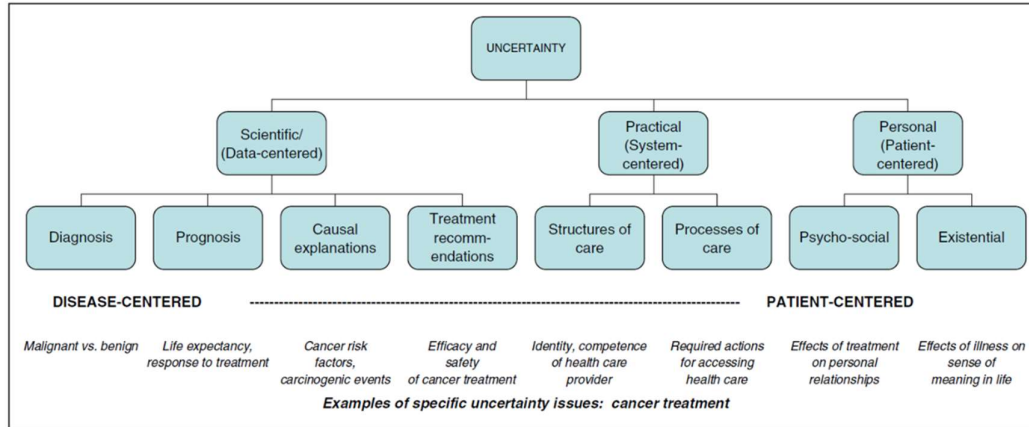 UNCERTAINTY
Scientific/
(Data-centered)
Practical
(System-
centered)
Personal
(Patient-
centered)
Diagnosis
Prognosis
Causal
explanations
Treatment
recomm-
endations
Structures of
care
Processes of
care
Psycho-social
Existential
DISEASE-CENTERED
PATIENT-CENTERED
Malignant vs. benign
Life expectancy,
response to treatment
Cancer risk
factors,
carcinogenic events
Efficacy and
safety
of cancer treatment
Identity, competence
of health care
provider
Required actions
for accessing
health care
Effects of treatment
on personal
relationships
Effects of illness on
sense of
meaning in life
Examples of specific uncertainty issues: cancer treatment